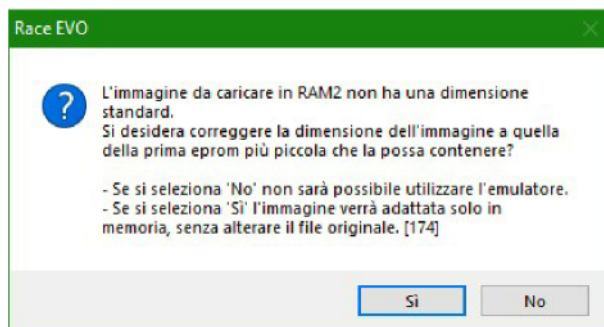 Race EVO
L'immagine da caricare in RAM2 non ha una dimensione
standard.
Si desidera correggere la dimensione dell'immagine a quella
della prima eprom più piccola che la possa contenere?
- Se si seleziona 'No' non sarà possibile utilizzare l'emulatore.
- Se si seleziona 'Sì' l'immagine verrà adattata solo in
memoria, senza alterare il file originale. [174]
Sì
No